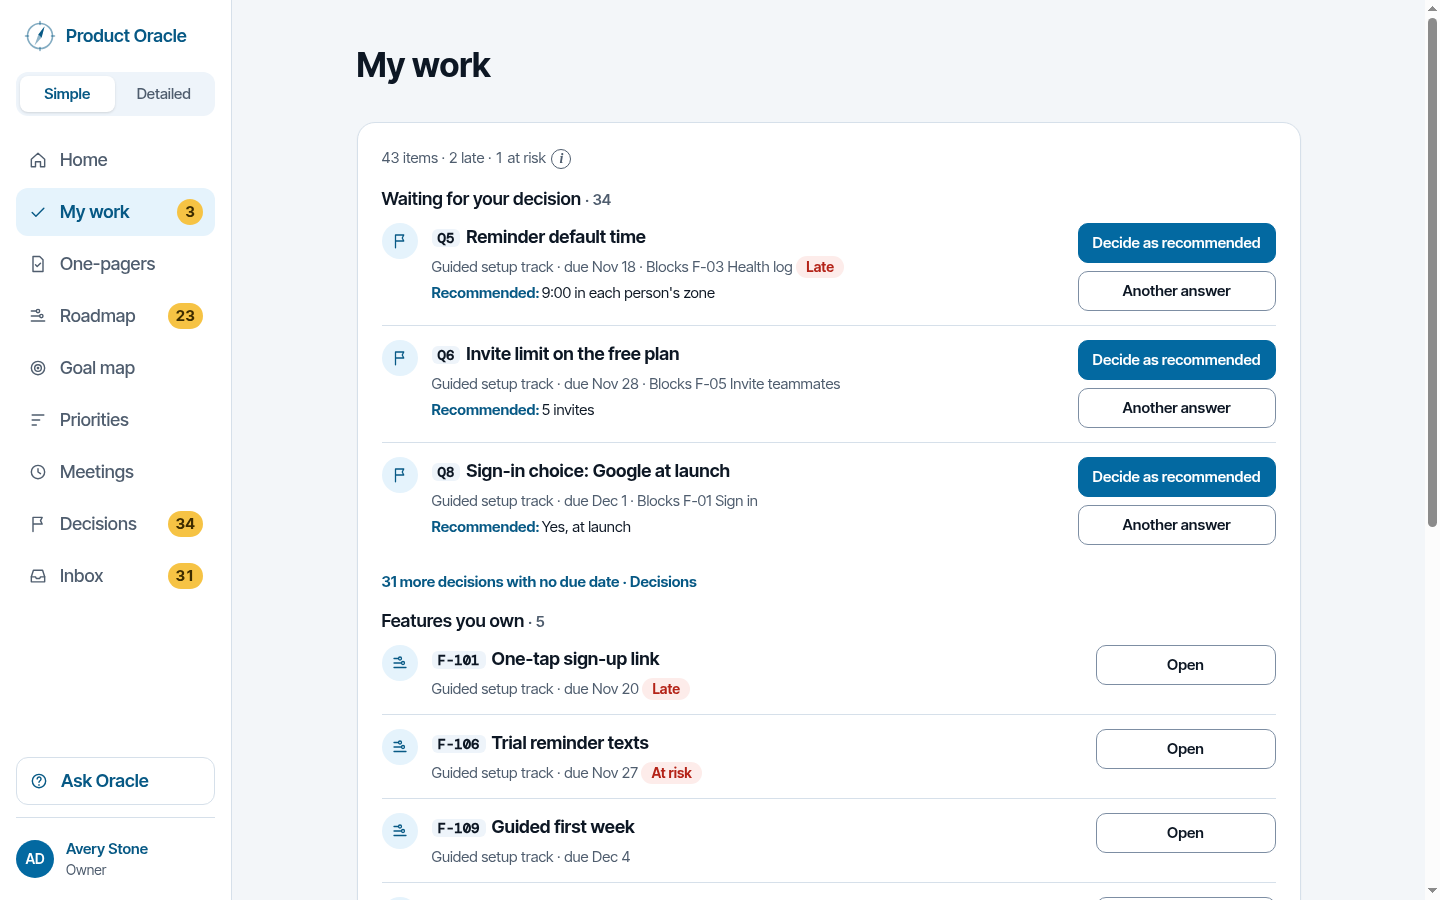 Product Oracle
Simple
Detailed
Home
My work
3
One-pagers
Roadmap
23
Goal map
Priorities
Meetings
Decisions
34
Inbox
31
Ask Oracle
AD
Avery Stone
Owner
My work
43 items · 2 late · 1 at risk i
Waiting for your decision · 34
Q5 Reminder default time
Guided setup track · due Nov 18 · Blocks F-03 Health log Late
Recommended: 9:00 in each person's zone
Decide as recommended
Another answer
Q6 Invite limit on the free plan
Guided setup track · due Nov 28 · Blocks F-05 Invite teammates
Recommended: 5 invites
Decide as recommended
Another answer
Q8 Sign-in choice: Google at launch
Guided setup track · due Dec 1 · Blocks F-01 Sign in
Recommended: Yes, at launch
Decide as recommended
Another answer
31 more decisions with no due date · Decisions
Features you own · 5
F-101 One-tap sign-up link
Guided setup track · due Nov 20 Late
Open
F-106 Trial reminder texts
Guided setup track · due Nov 27 At risk
Open
F-109 Guided first week
Guided setup track · due Dec 4
Open